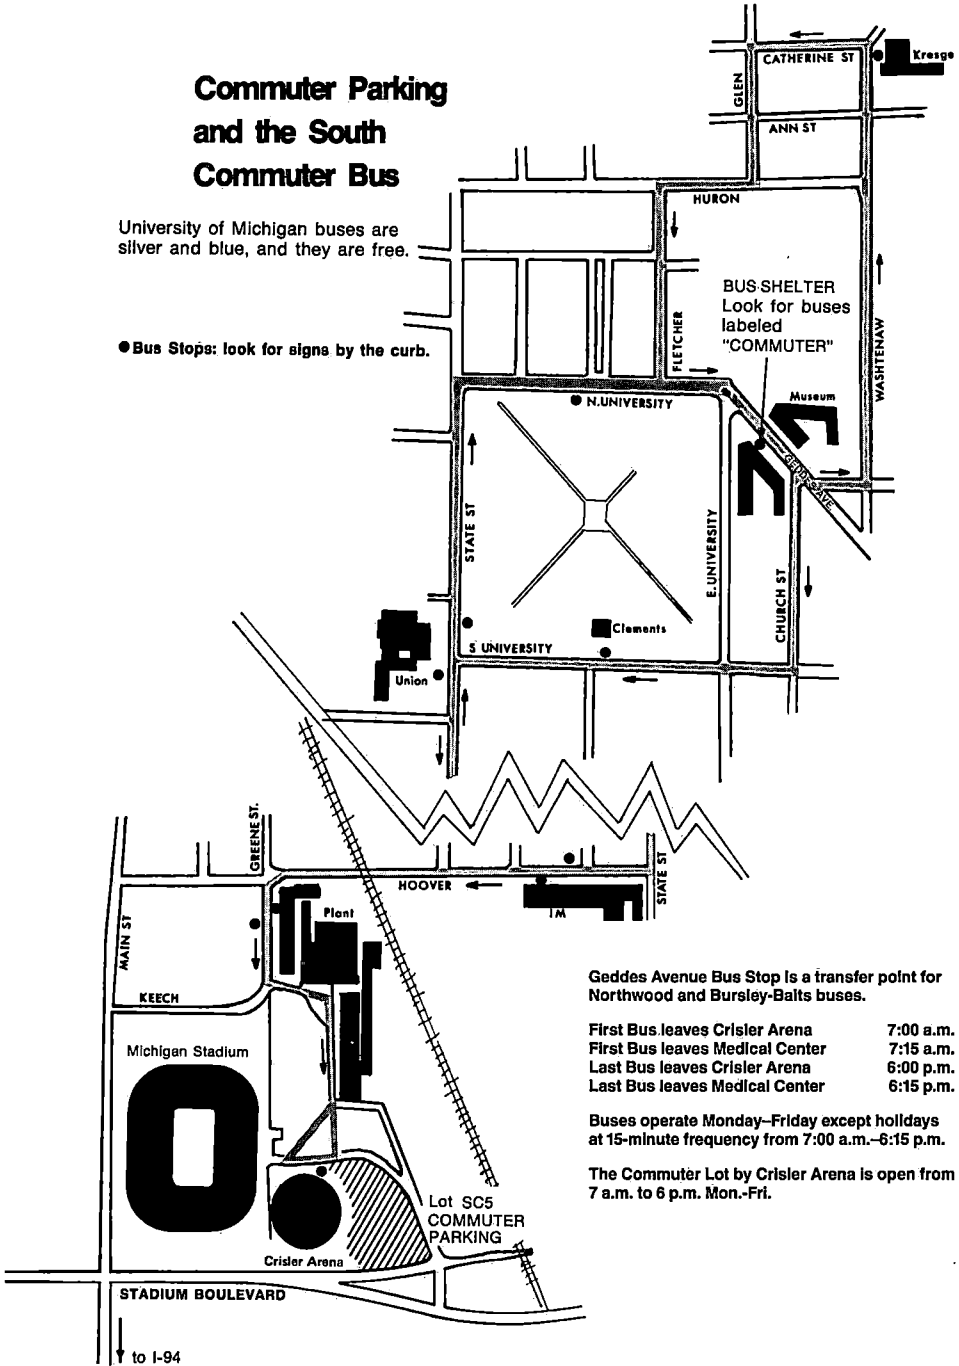 Commuter Parking
and the South
Commuter Bus
University of Michigan buses are
silver and blue, and they are free.
●Bus Stops: look for signs by the curb.
CATHERINE ST
Kresge
GLEN
ANN ST
HURON
BUS SHELTER
Look for buses
labeled
"COMMUTER"
FLETCHER
WASHTENAW
Museum
N.UNIVERSITY
GEDDES AVE
STATE ST
E.UNIVERSITY
CHURCH ST
Clements
S UNIVERSITY
Union
GREENE ST.
HOOVER
STATE ST
IM
Plant
MAIN ST
KEECH
Michigan Stadium
Lot SC5
COMMUTER
PARKING
Crisler Arena
STADIUM BOULEVARD
to I-94
Geddes Avenue Bus Stop is a transfer point for
Northwood and Bursley-Baits buses.
First Bus leaves Crisler Arena 7:00 a.m.
First Bus leaves Medical Center 7:15 a.m.
Last Bus leaves Crisler Arena 6:00 p.m.
Last Bus leaves Medical Center 6:15 p.m.
Buses operate Monday–Friday except holidays
at 15-minute frequency from 7:00 a.m.–6:15 p.m.
The Commuter Lot by Crisler Arena is open from
7 a.m. to 6 p.m. Mon.-Fri.